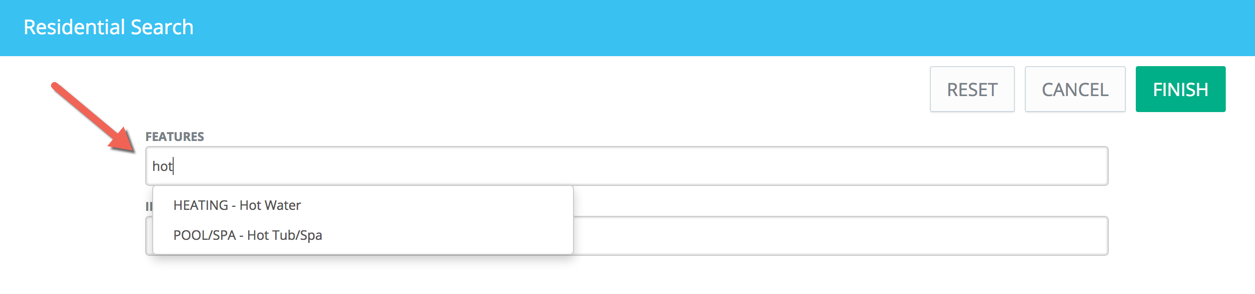 Residential Search
RESET CANCEL FINISH
FEATURES
hot
HEATING - Hot Water
POOL/SPA - Hot Tub/Spa